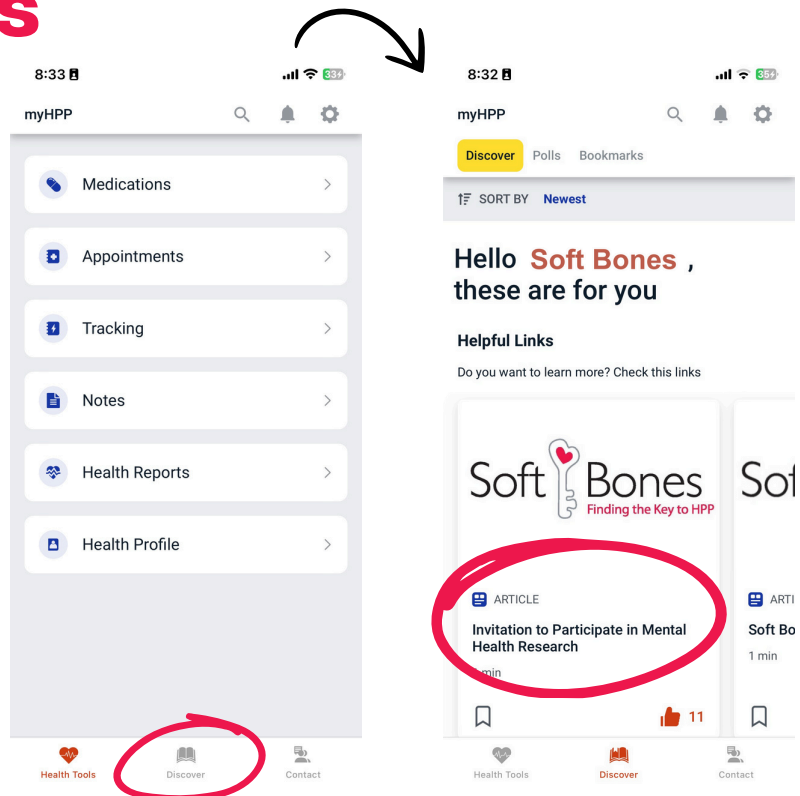 s
8:33
33
myHPP
Medications
Appointments
Tracking
Notes
Health Reports
Health Profile
Health Tools
Discover
Contact
8:32
35
myHPP
Discover Polls Bookmarks
SORT BY Newest
Hello Soft Bones ,
these are for you
Helpful Links
Do you want to learn more? Check this links
Soft Bones
Finding the Key to HPP
Sof
ARTICLE
Invitation to Participate in Mental
Health Research
min
11
ARTI
Soft Bo
1 min
Health Tools
Discover
Contact